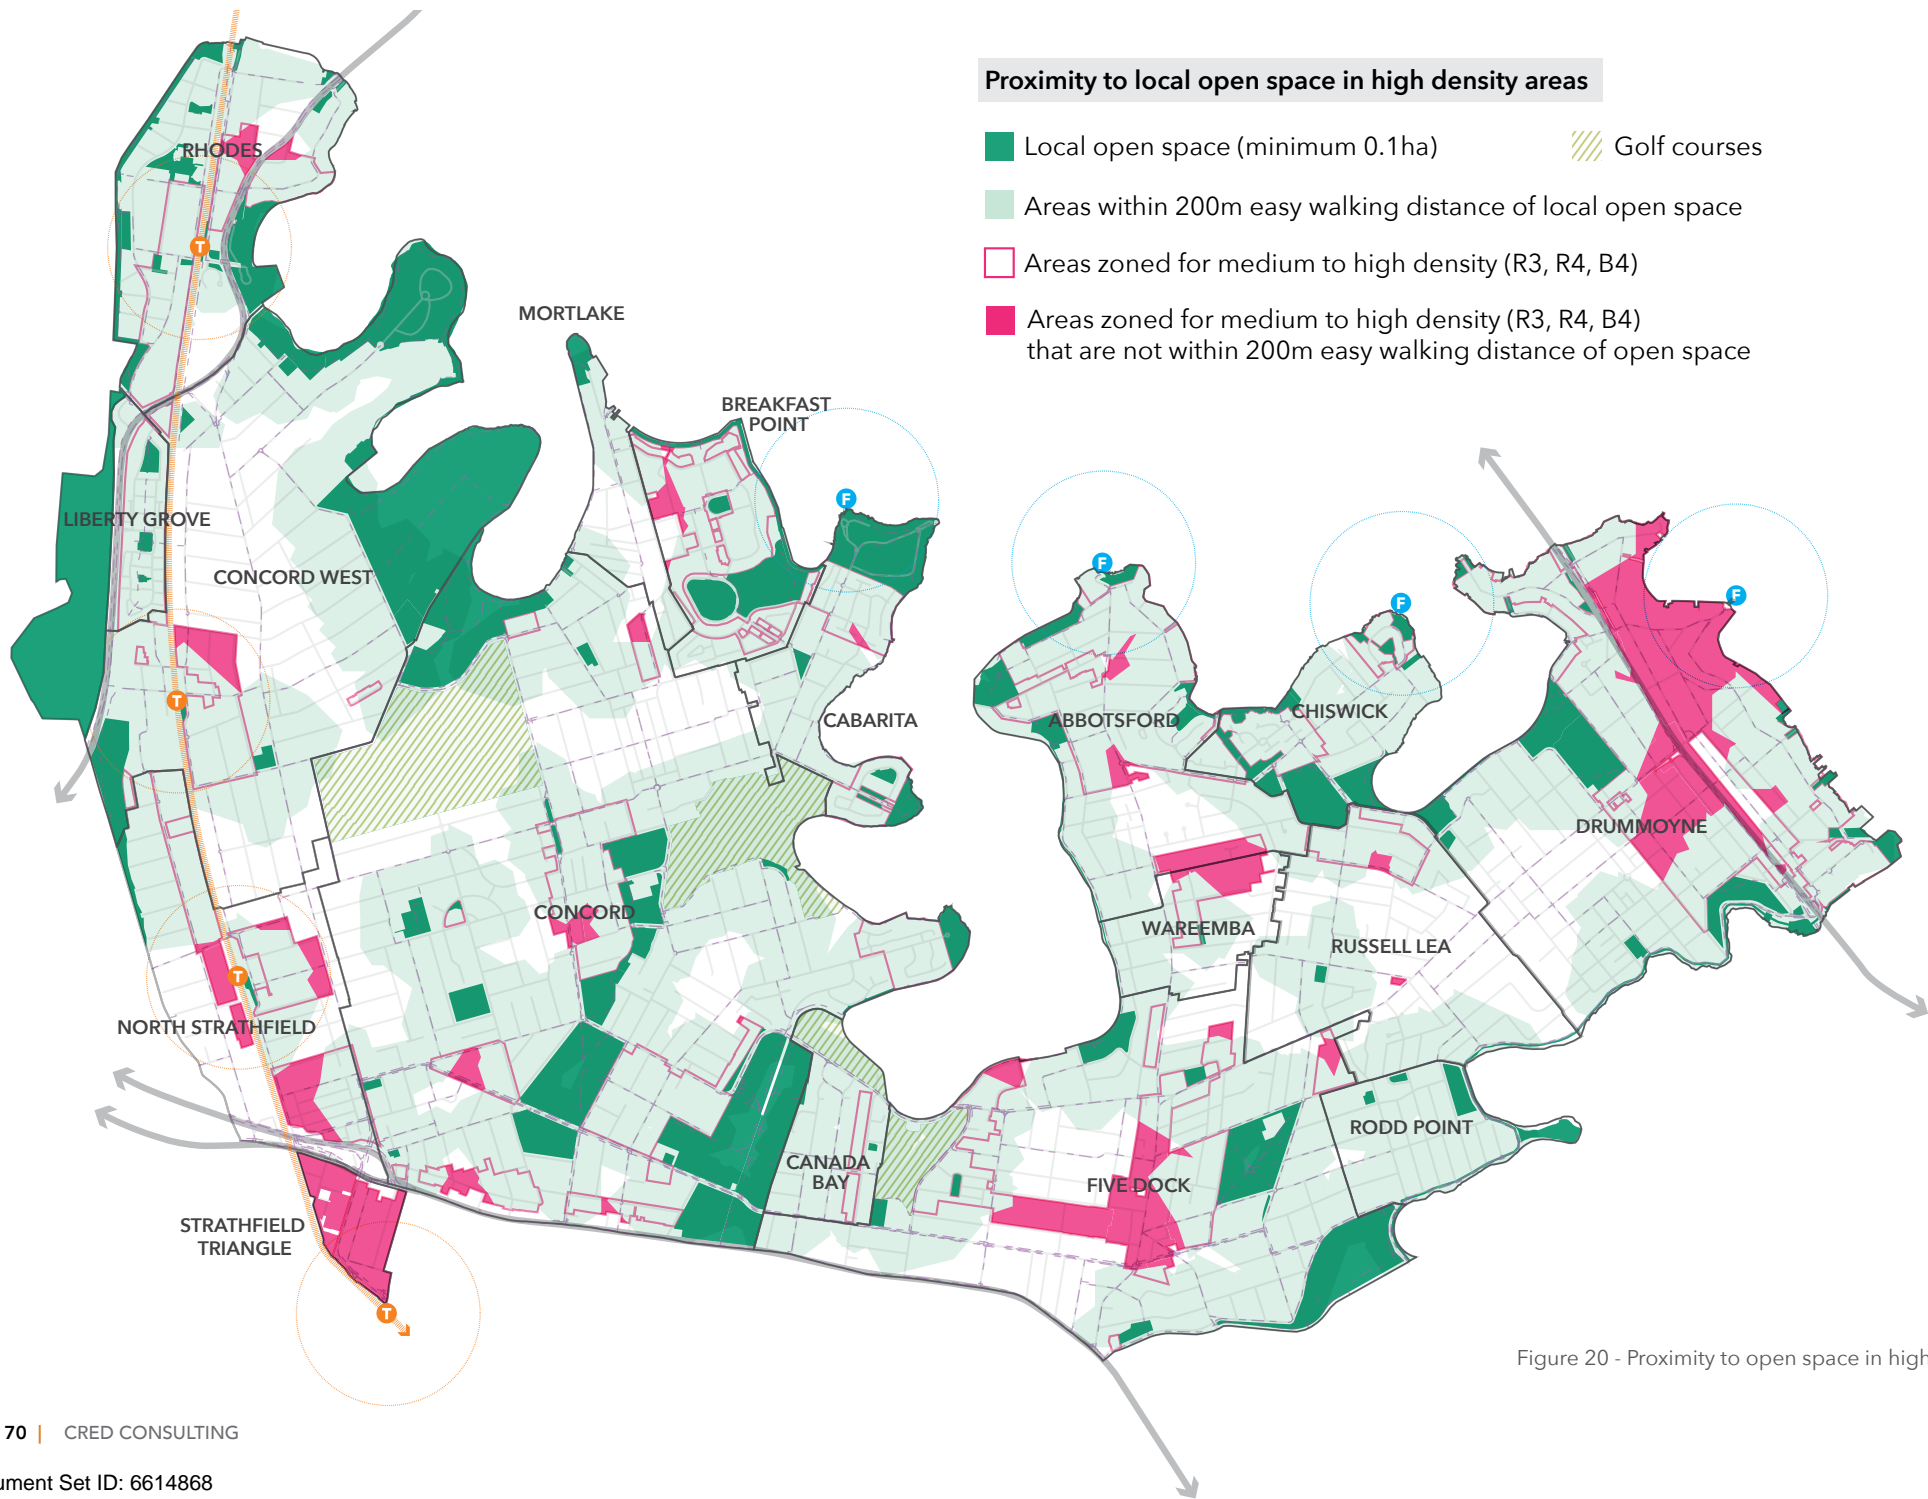 Proximity to local open space in high density areas
Local open space (minimum 0.1ha)
Golf courses
Areas within 200m easy walking distance of local open space
Areas zoned for medium to high density (R3, R4, B4)
Areas zoned for medium to high density (R3, R4, B4)
that are not within 200m easy walking distance of open space
RHODES
T
MORTLAKE
BREAKFAST
POINT
F
LIBERTY GROVE
CONCORD WEST
F
F
F
T
CABARITA
ABBOTSFORD
CHISWICK
DRUMMOYNE
CONCORD
WAREEMBA
RUSSELL LEA
T
NORTH STRATHFIELD
RODD POINT
CANADA
BAY
FIVE DOCK
STRATHFIELD
TRIANGLE
T
Figure 20 - Proximity to open space in high
70 | CRED CONSULTING
ument Set ID: 6614868